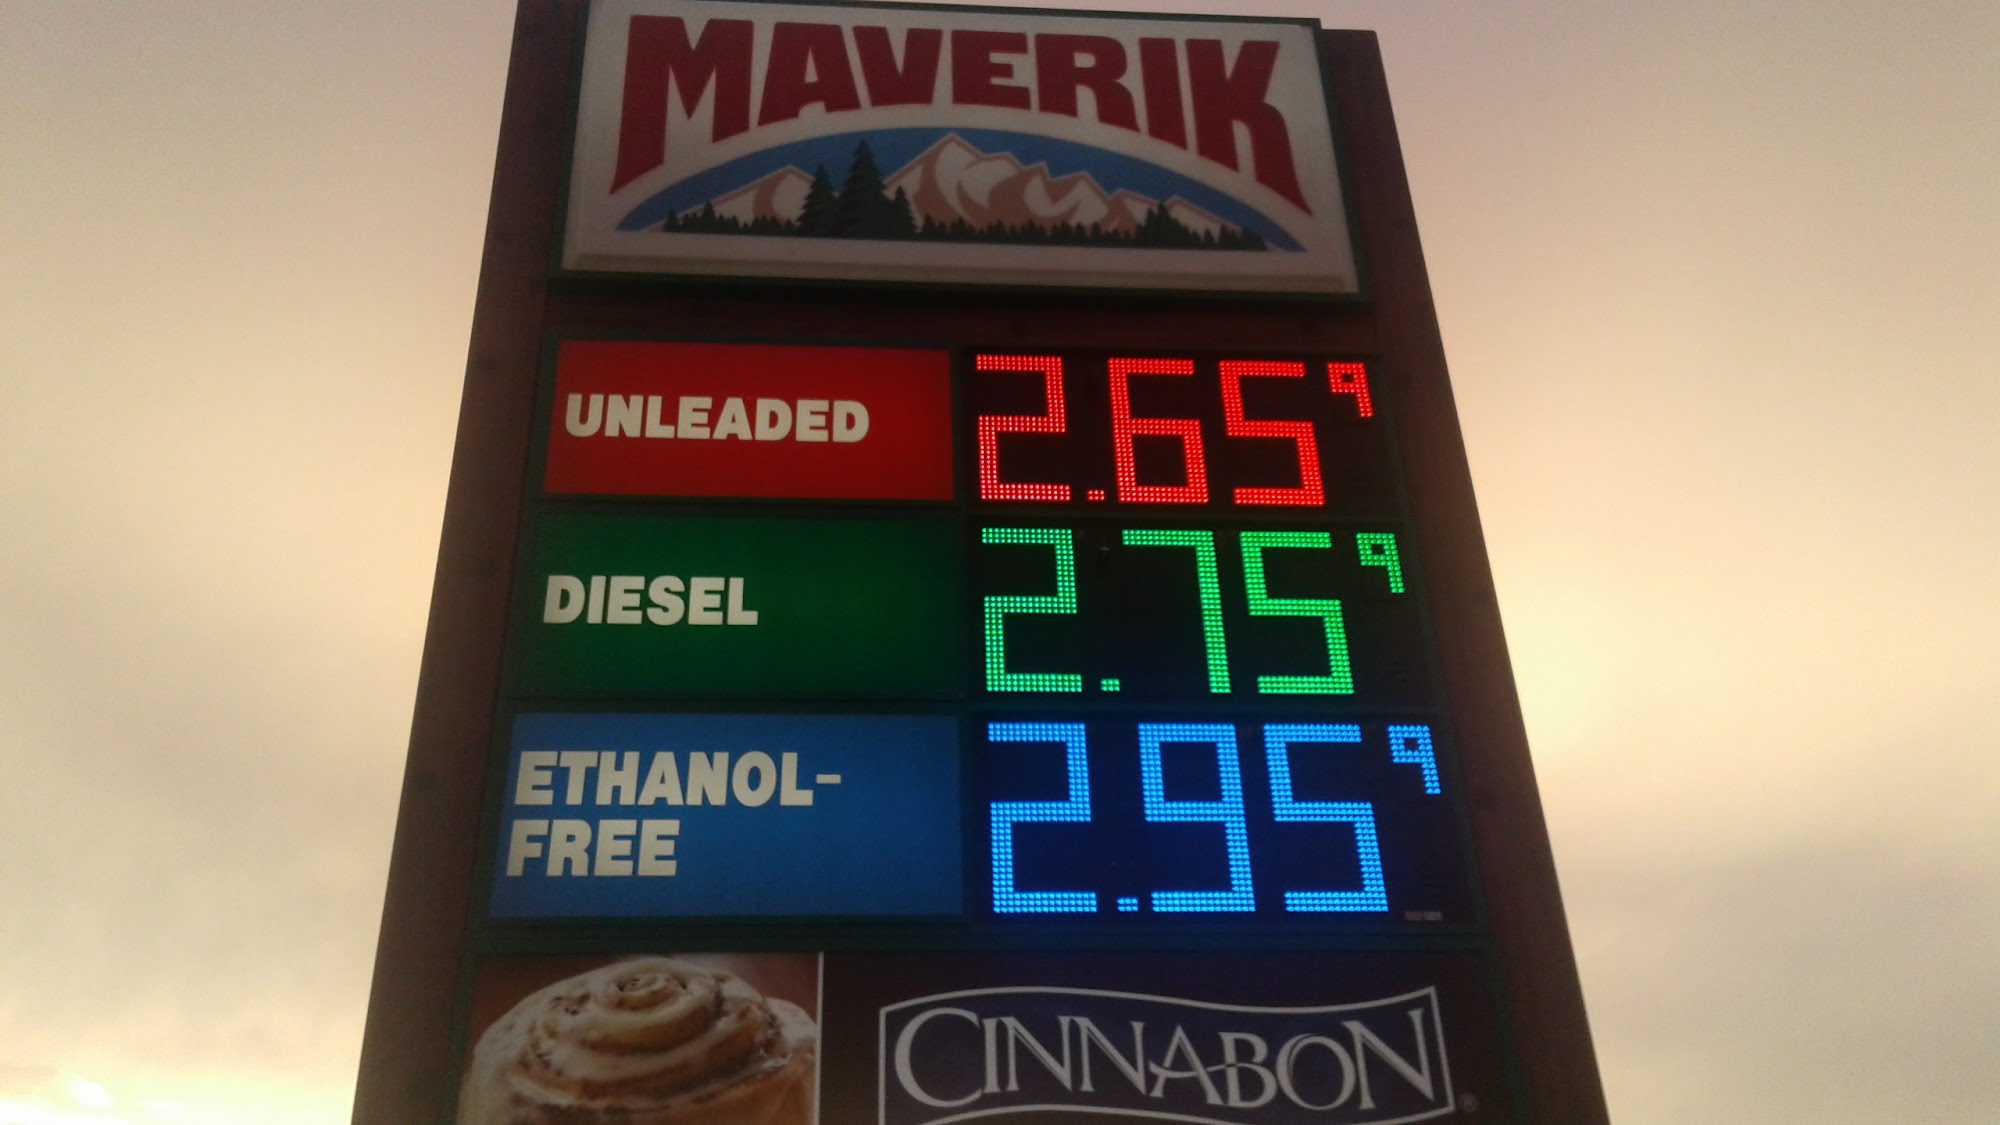 MAVERIK
UNLEADED 2.65 9
DIESEL 2.75 9
ETHANOL-
FREE 2.95 9
CINNABON®